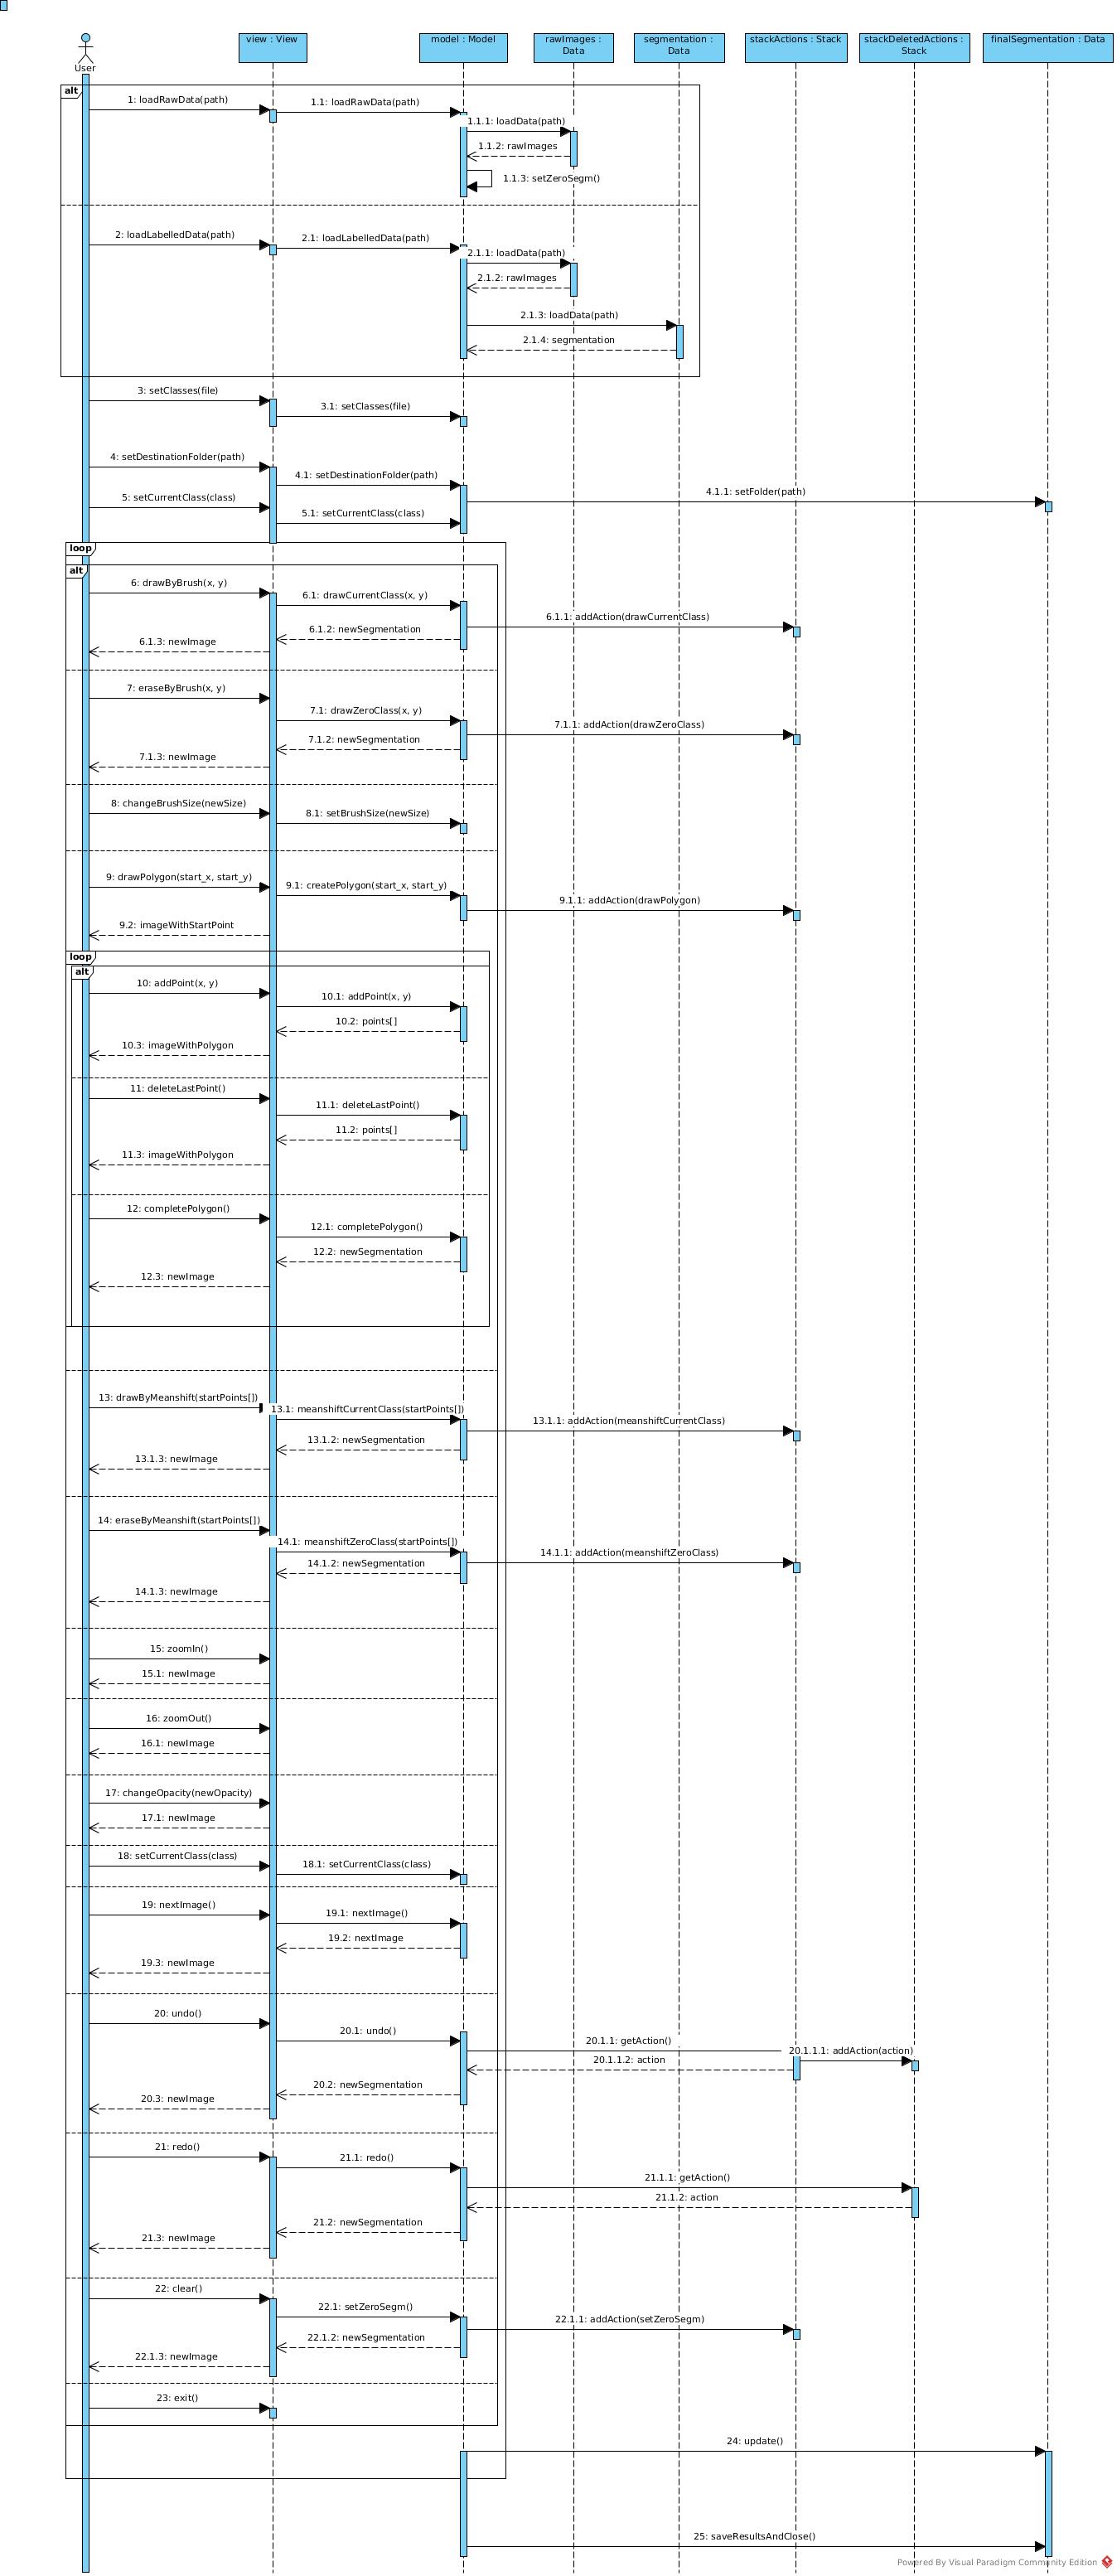 User
view : View
model : Model
rawImages :
Data
segmentation :
Data
stackActions : Stack
stackDeletedActions :
Stack
finalSegmentation : Data
alt
1: loadRawData(path)
1.1: loadRawData(path)
1.1.1: loadData(path)
1.1.2: rawImages
1.1.3: setZeroSegm()
2: loadLabelledData(path)
2.1: loadLabelledData(path)
2.1.1: loadData(path)
2.1.2: rawImages
2.1.3: loadData(path)
2.1.4: segmentation
3: setClasses(file)
3.1: setClasses(file)
4: setDestinationFolder(path)
4.1: setDestinationFolder(path)
4.1.1: setFolder(path)
5: setCurrentClass(class)
5.1: setCurrentClass(class)
loop
alt
6: drawByBrush(x, y)
6.1: drawCurrentClass(x, y)
6.1.1: addAction(drawCurrentClass)
6.1.2: newSegmentation
6.1.3: newImage
7: eraseByBrush(x, y)
7.1: drawZeroClass(x, y)
7.1.1: addAction(drawZeroClass)
7.1.2: newSegmentation
7.1.3: newImage
8: changeBrushSize(newSize)
8.1: setBrushSize(newSize)
9: drawPolygon(start_x, start_y)
9.1: createPolygon(start_x, start_y)
9.1.1: addAction(drawPolygon)
9.2: imageWithStartPoint
loop
alt
10: addPoint(x, y)
10.1: addPoint(x, y)
10.2: points[]
10.3: imageWithPolygon
11: deleteLastPoint()
11.1: deleteLastPoint()
11.2: points[]
11.3: imageWithPolygon
12: completePolygon()
12.1: completePolygon()
12.2: newSegmentation
12.3: newImage
13: drawByMeanshift(startPoints[])
13.1: meanshiftCurrentClass(startPoints[])
13.1.1: addAction(meanshiftCurrentClass)
13.1.2: newSegmentation
13.1.3: newImage
14: eraseByMeanshift(startPoints[])
14.1: meanshiftZeroClass(startPoints[])
14.1.1: addAction(meanshiftZeroClass)
14.1.2: newSegmentation
14.1.3: newImage
15: zoomIn()
15.1: newImage
16: zoomOut()
16.1: newImage
17: changeOpacity(newOpacity)
17.1: newImage
18: setCurrentClass(class)
18.1: setCurrentClass(class)
19: nextImage()
19.1: nextImage()
19.2: nextImage
19.3: newImage
20: undo()
20.1: undo()
20.1.1: getAction()
20.1.1.1: addAction(action)
20.1.1.2: action
20.2: newSegmentation
20.3: newImage
21: redo()
21.1: redo()
21.1.1: getAction()
21.1.2: action
21.2: newSegmentation
21.3: newImage
22: clear()
22.1: setZeroSegm()
22.1.1: addAction(setZeroSegm)
22.1.2: newSegmentation
22.1.3: newImage
23: exit()
24: update()
25: saveResultsAndClose()
Powered By Visual Paradigm Community Edition